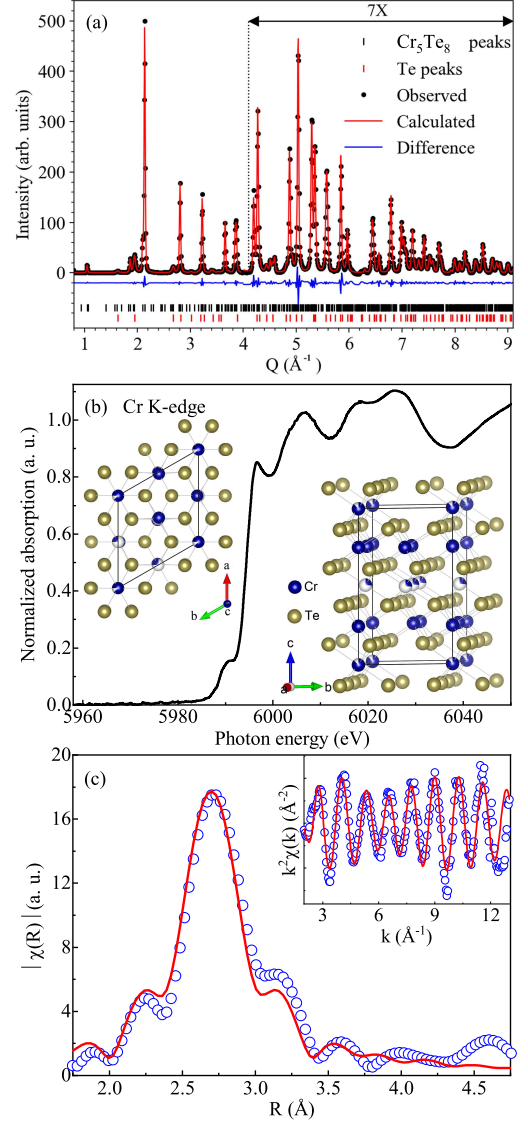 (a)
7X
Cr5Te8 peaks
Te peaks
Observed
Calculated
Difference
Intensity (arb. units)
500
400
300
200
100
0
1 2 3 4 5 6 7 8 9
Q (Å-1)
(b) Cr K-edge
Normalized absorption (a. u.)
1.0
0.8
0.6
0.4
0.2
0.0
a
b
c
Cr
Te
c
a
b
5960 5980 6000 6020 6040
Photon energy (eV)
(c)
| χ(R) | (a. u.)
20
16
12
8
4
0
k2χ(k) (Å-2)
3 6 9 12
k (Å-1)
2.0 2.5 3.0 3.5 4.0 4.5
R (Å)